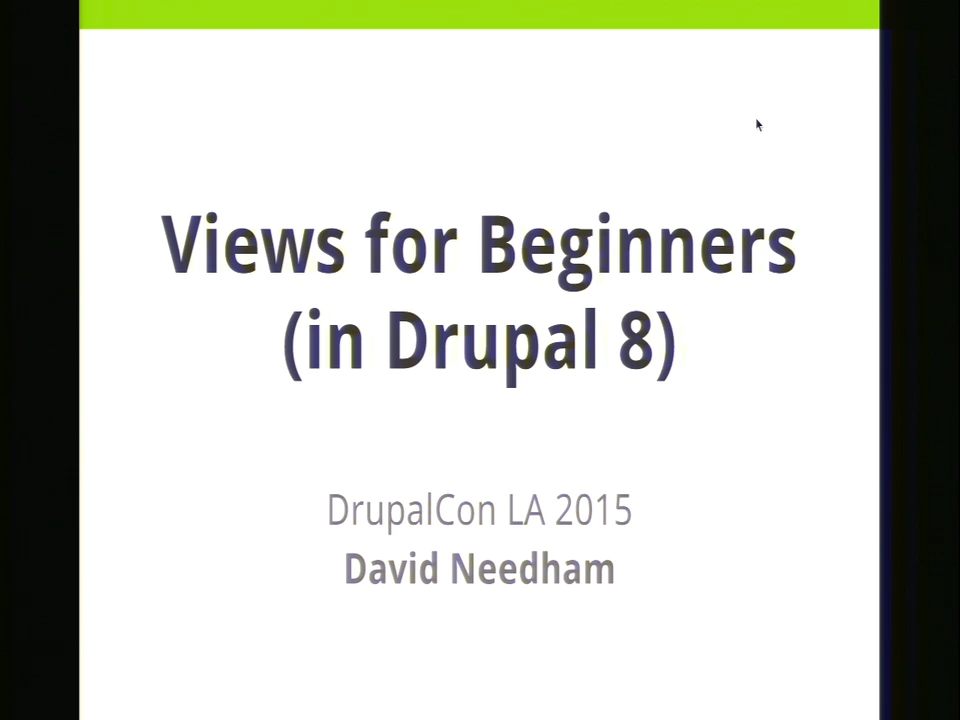 Views for Beginners
(in Drupal 8)
DrupalCon LA 2015
David Needham